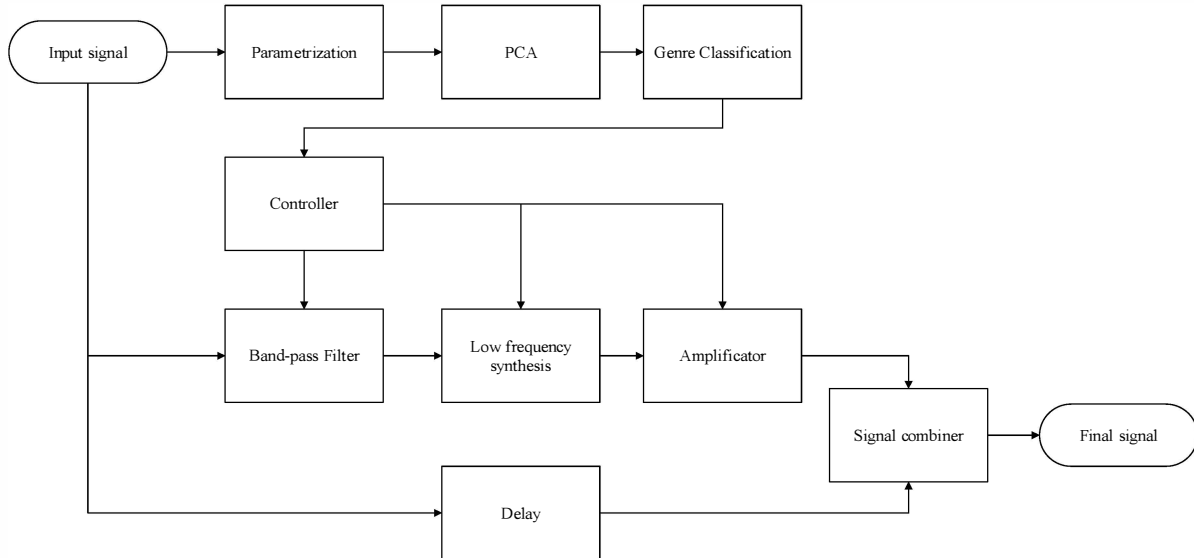 Input signal
Parametrization
PCA
Genre Classification
Controller
Band-pass Filter
Low frequency
synthesis
Amplificator
Signal combiner
Final signal
Delay